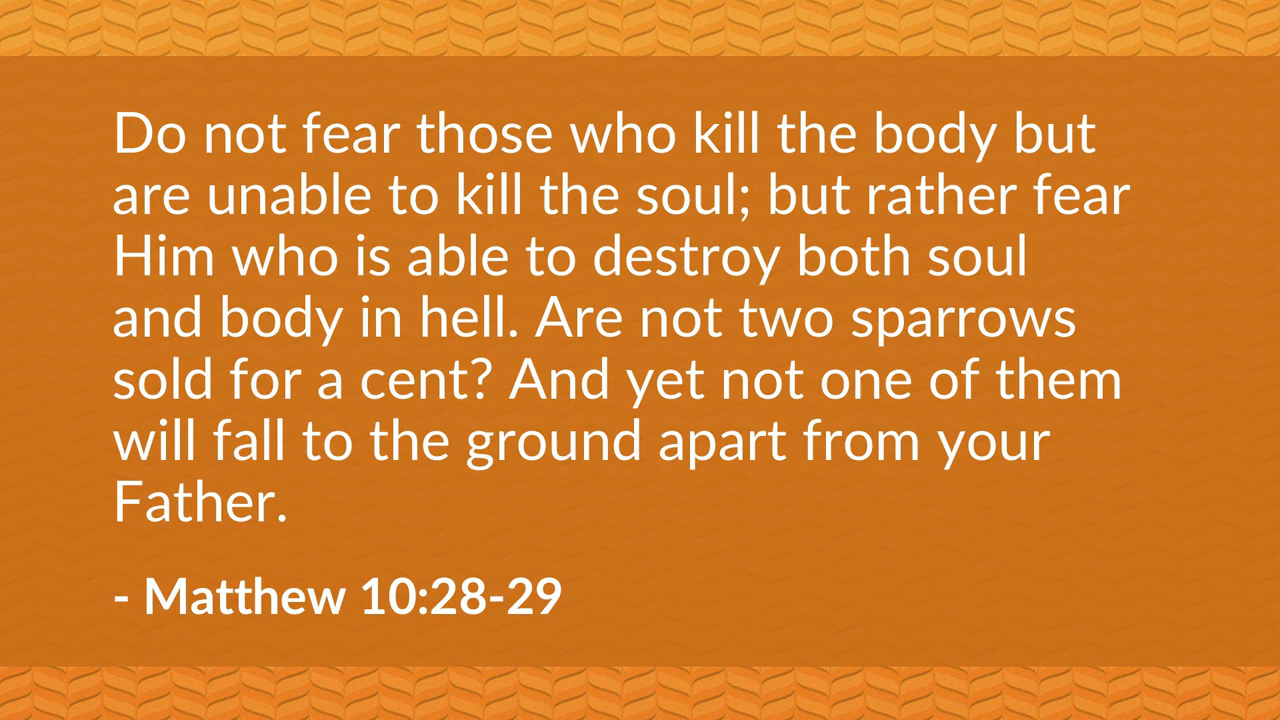 Do not fear those who kill the body but
are unable to kill the soul; but rather fear
Him who is able to destroy both soul
and body in hell. Are not two sparrows
sold for a cent? And yet not one of them
will fall to the ground apart from your
Father.
- Matthew 10:28-29